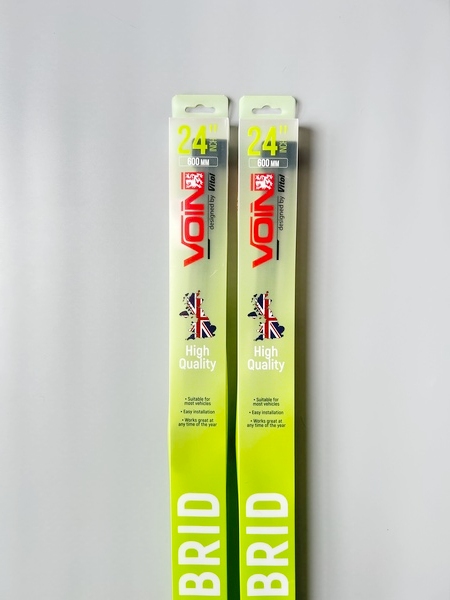 24"
INCH
600 MM
VOIN
designed by Vitol
High
Quality
• Suitable for
most vehicles
• Easy installation
• Works great at
any time of the year
BRID
24"
INCH
600 MM
VOIN
designed by Vitol
High
Quality
• Suitable for
most vehicles
• Easy installation
• Works great at
any time of the year
BRID